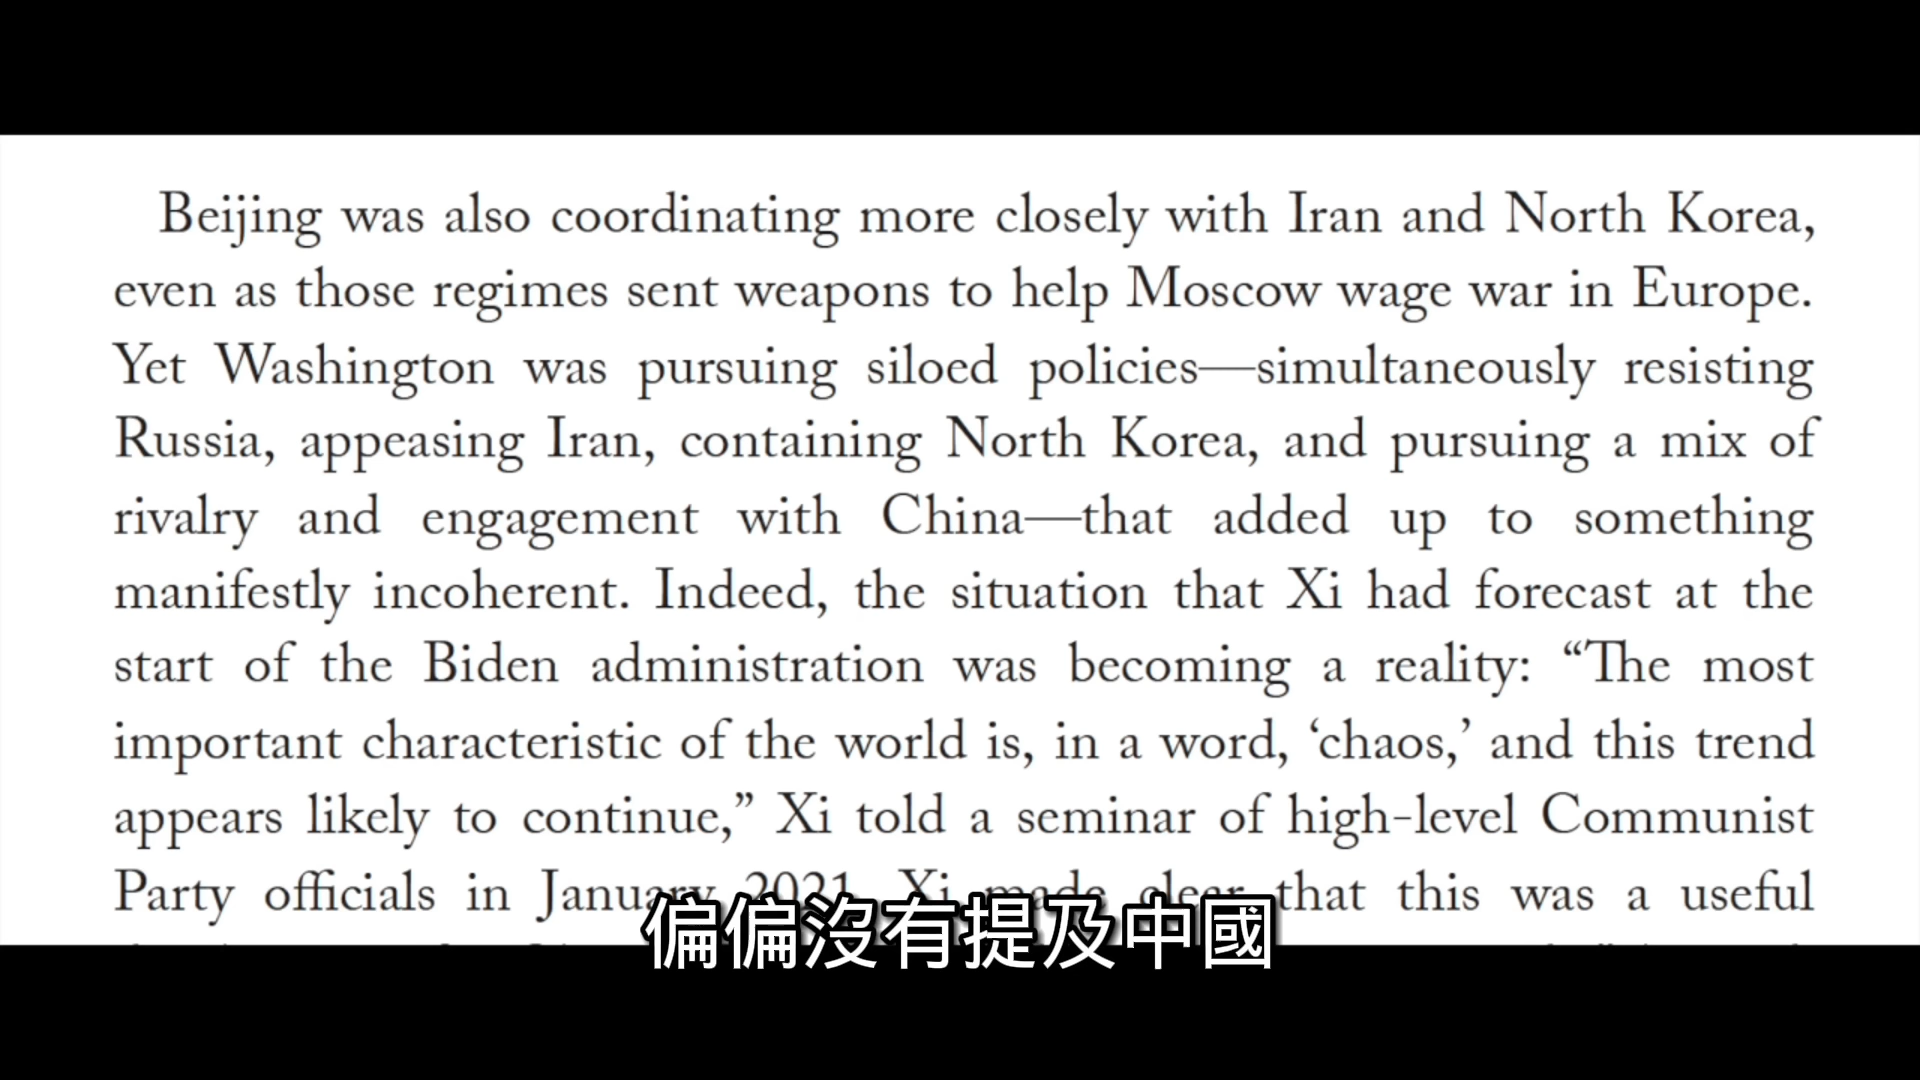 Beijing was also coordinating more closely with Iran and North Korea,
even as those regimes sent weapons to help Moscow wage war in Europe.
Yet Washington was pursuing siloed policies—simultaneously resisting
Russia, appeasing Iran, containing North Korea, and pursuing a mix of
rivalry and engagement with China—that added up to something
manifestly incoherent. Indeed, the situation that Xi had forecast at the
start of the Biden administration was becoming a reality: “The most
important characteristic of the world is, in a word, ‘chaos,’ and this trend
appears likely to continue,” Xi told a seminar of high-level Communist
Party officials in January 2021. Xi made clear that this was a useful
偏偏沒有提及中國